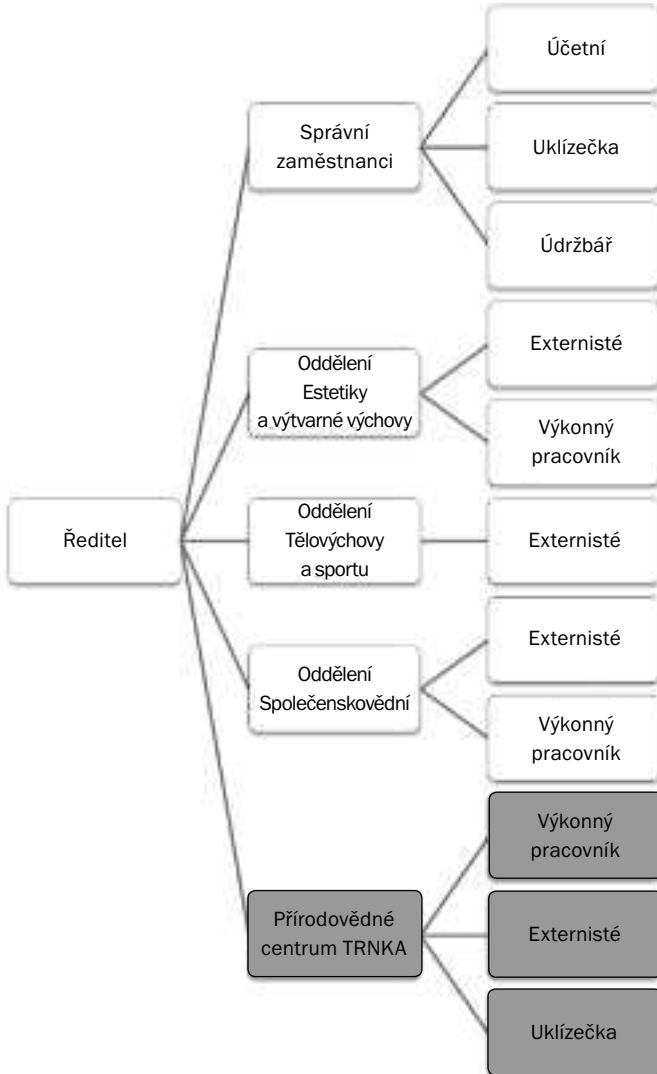 Účetní
Správní
zaměstnanci
Uklízečka
Údržbář
Oddělení
Estetiky
a výtvarné výchovy
Externisté
Výkonný
pracovník
Ředitel
Oddělení
Tělovýchovy
a sportu
Externisté
Oddělení
Společenskovědní
Externisté
Výkonný
pracovník
Přírodovědné
centrum TRNKA
Výkonný
pracovník
Externisté
Uklízečka